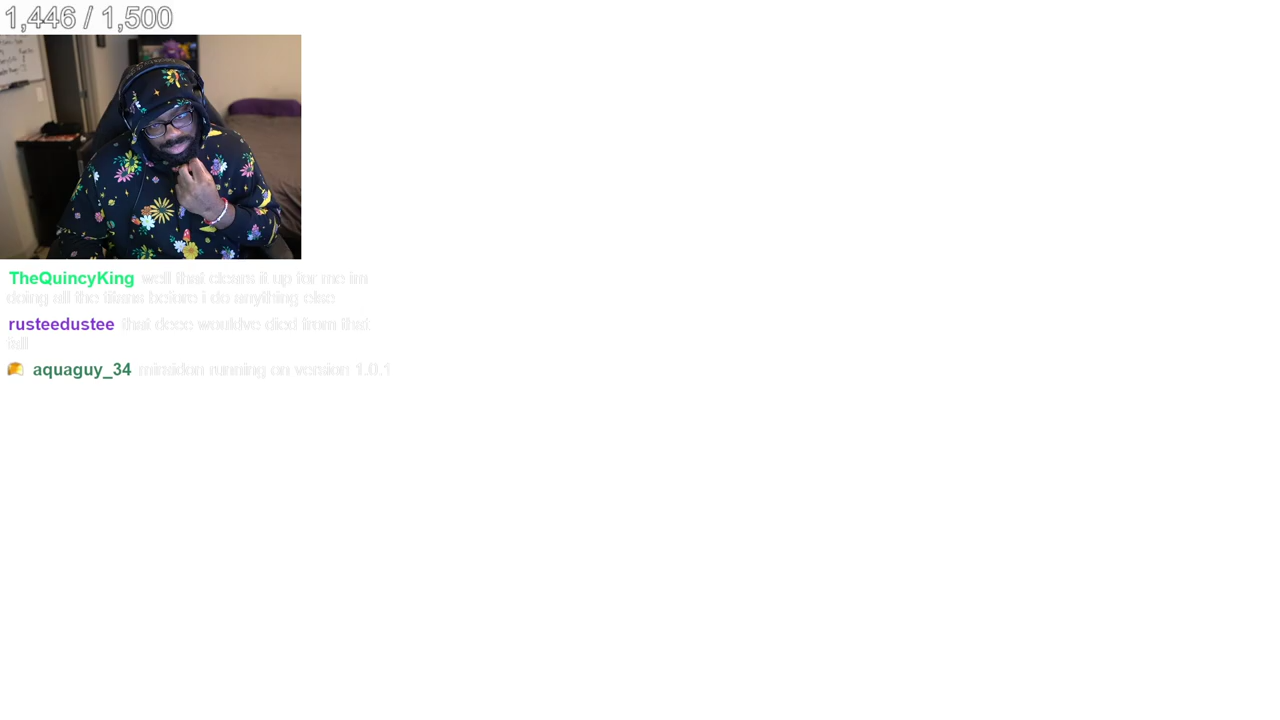 1,446 / 1,500
TheQuincyKing well that clears it up for me im
doing all the titans before i do anything else
rusteedustee that deee wouldve died from that
fall
aquaguy_34 miraidon running on version 1.0.1